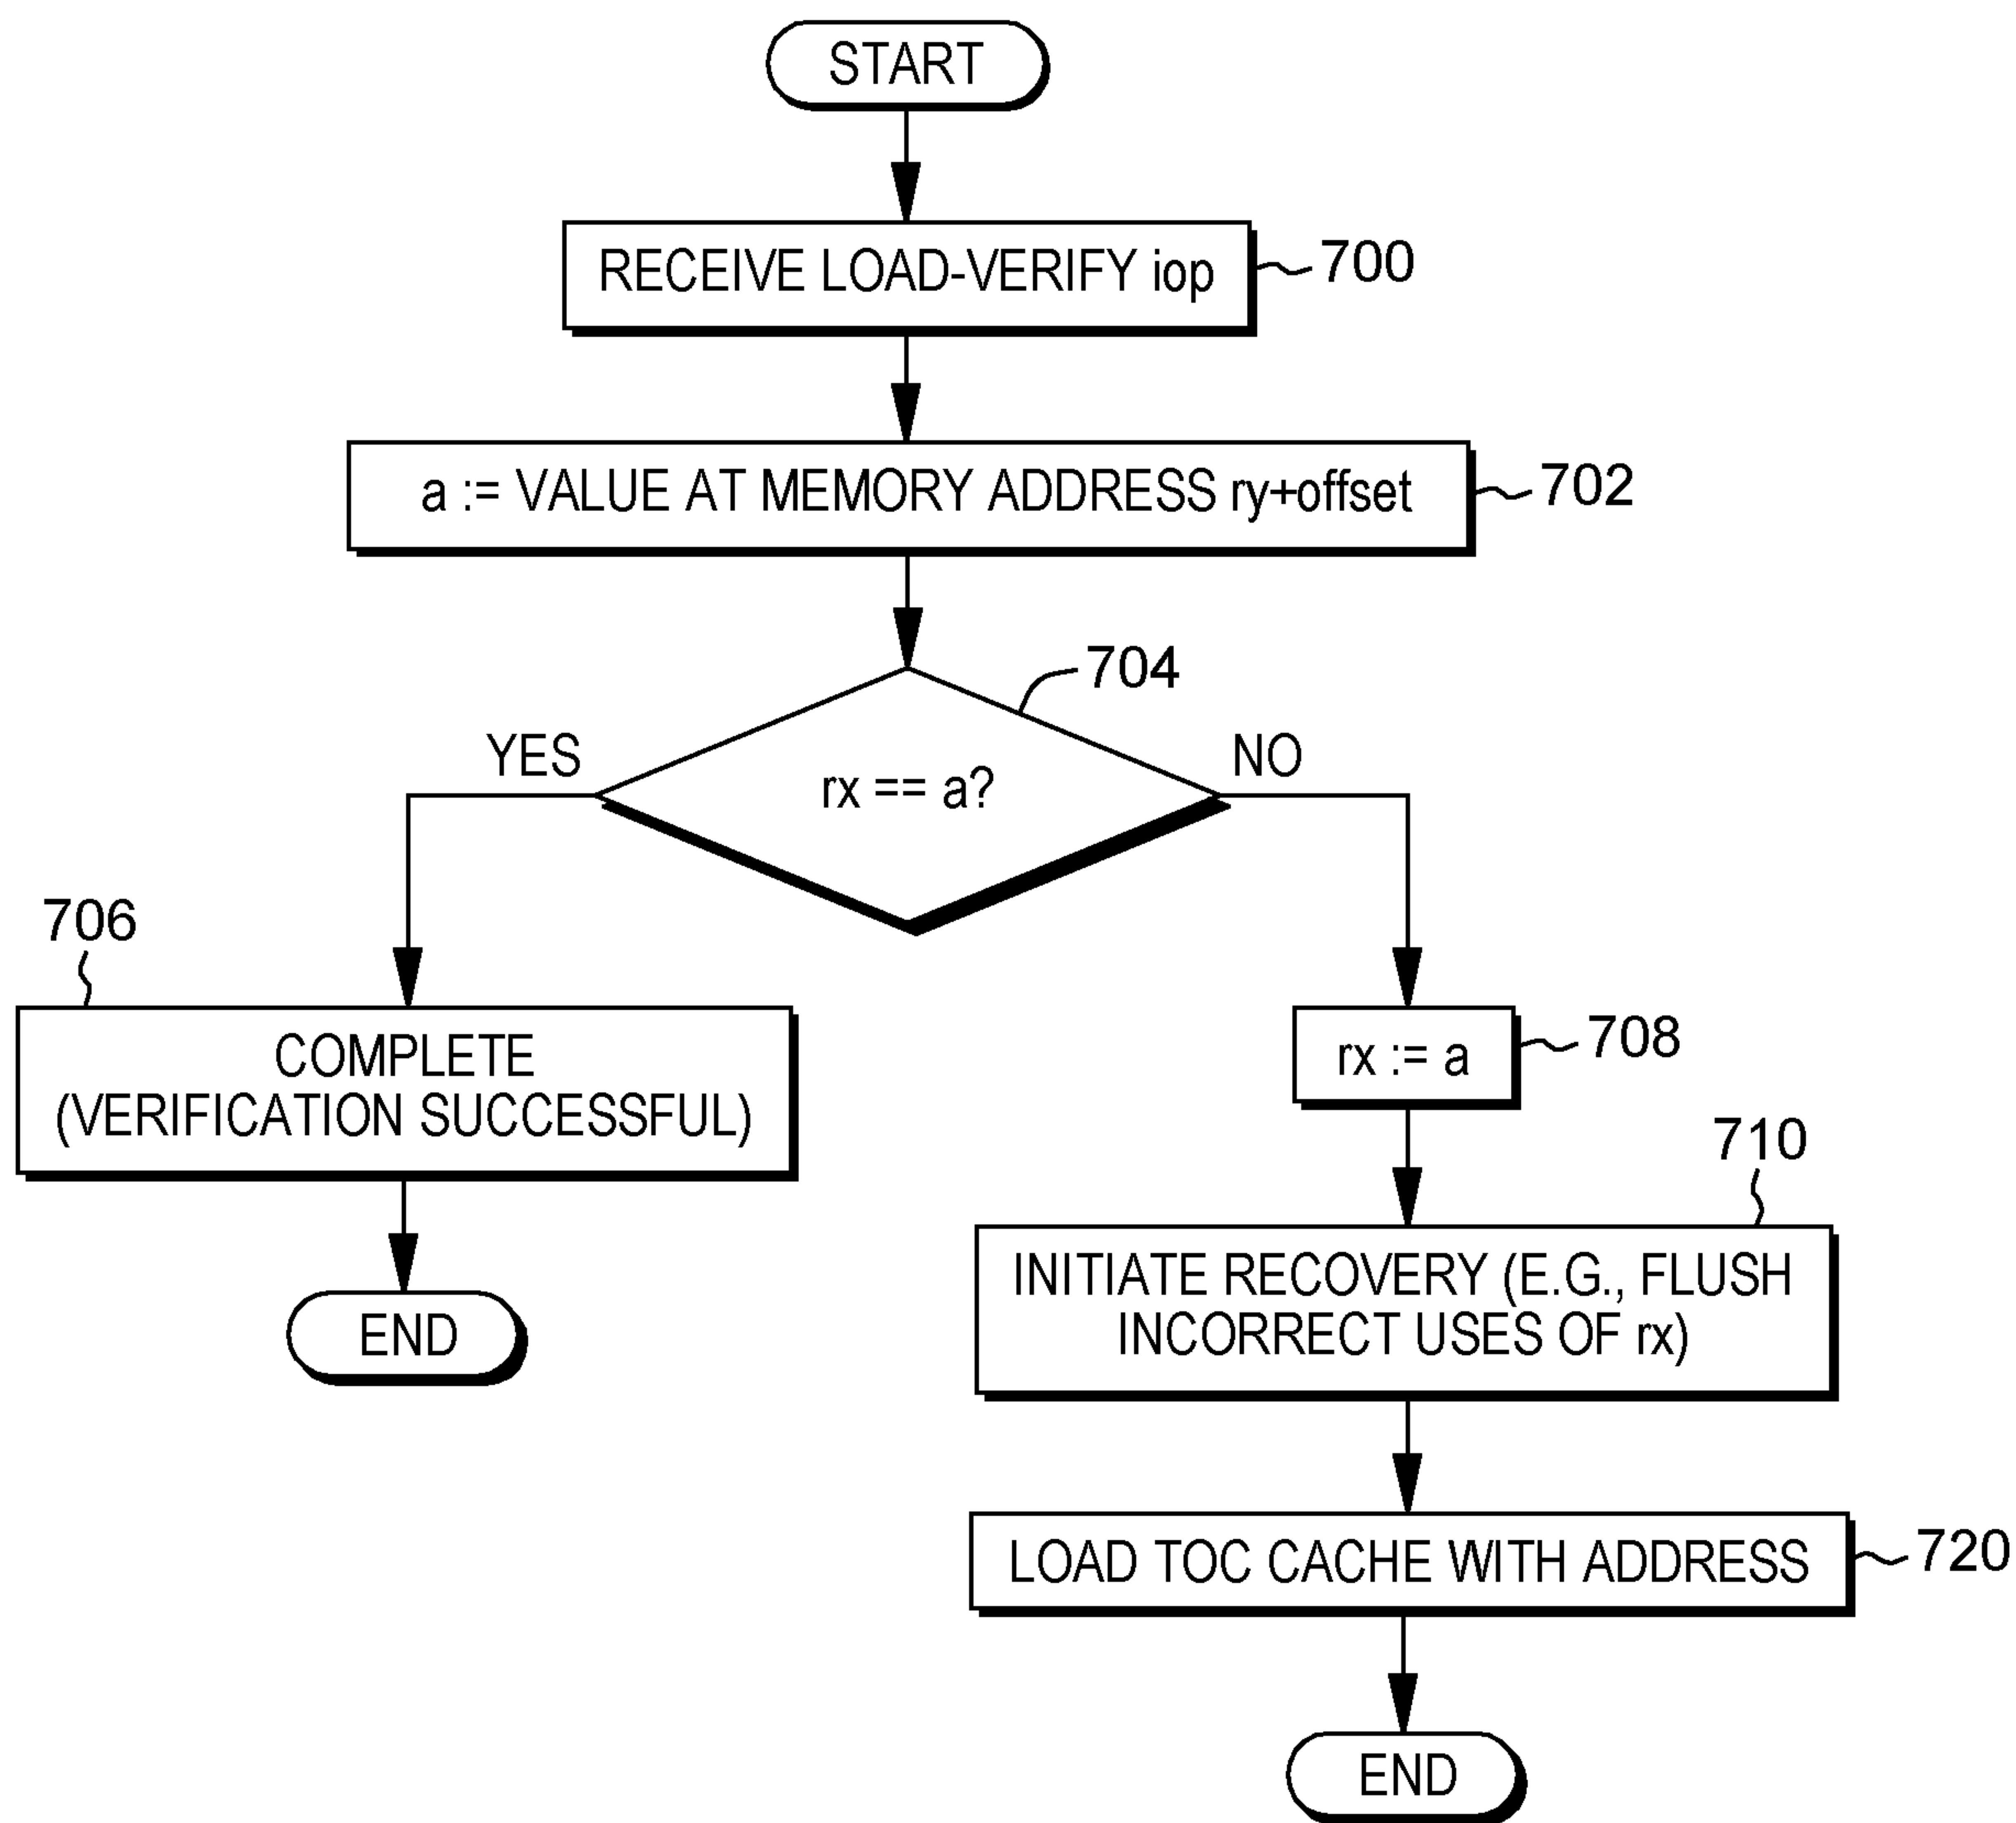 START
RECEIVE LOAD-VERIFY iop
700
a := VALUE AT MEMORY ADDRESS ry+offset
702
704
YES
NO
rx == a?
706
COMPLETE
(VERIFICATION SUCCESSFUL)
rx := a
708
710
END
INITIATE RECOVERY (E.G., FLUSH
INCORRECT USES OF rx)
LOAD TOC CACHE WITH ADDRESS
720
END